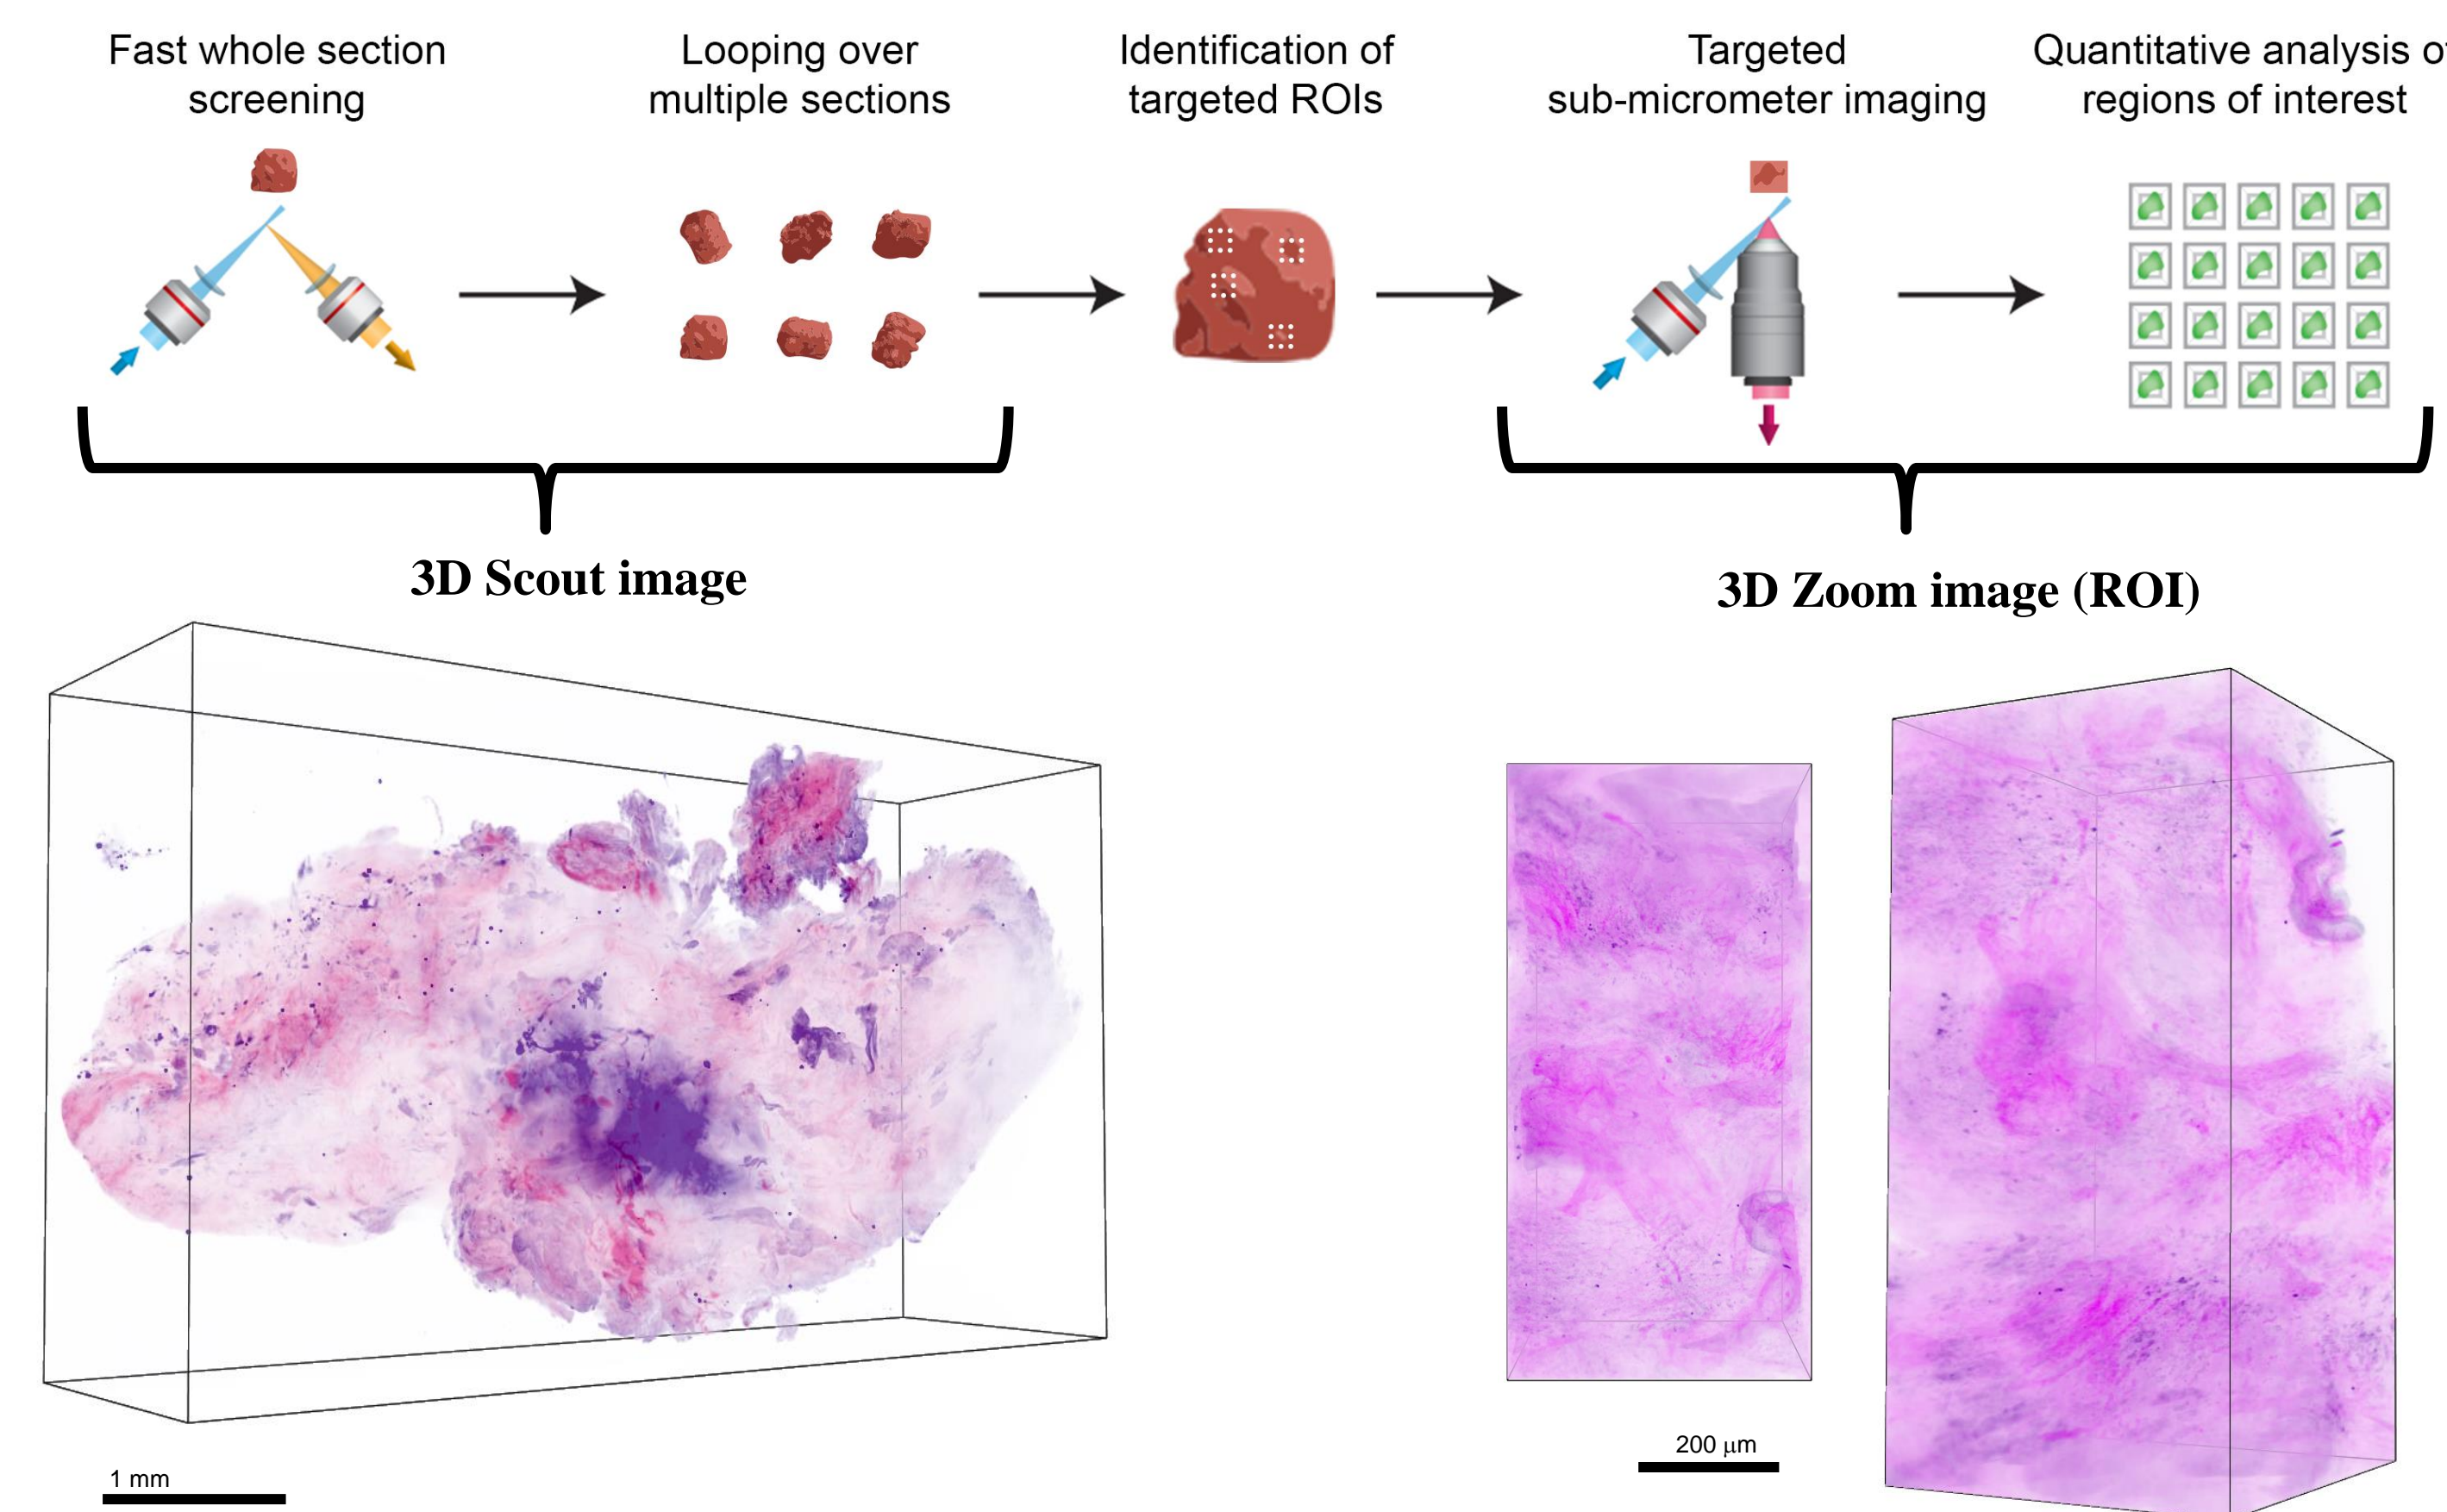 Fast whole section
screening
Looping over
multiple sections
Identification of
targeted ROIs
Targeted
sub-micrometer imaging
Quantitative analysis of
regions of interest
3D Scout image
3D Zoom image (ROI)
1 mm
200 μm